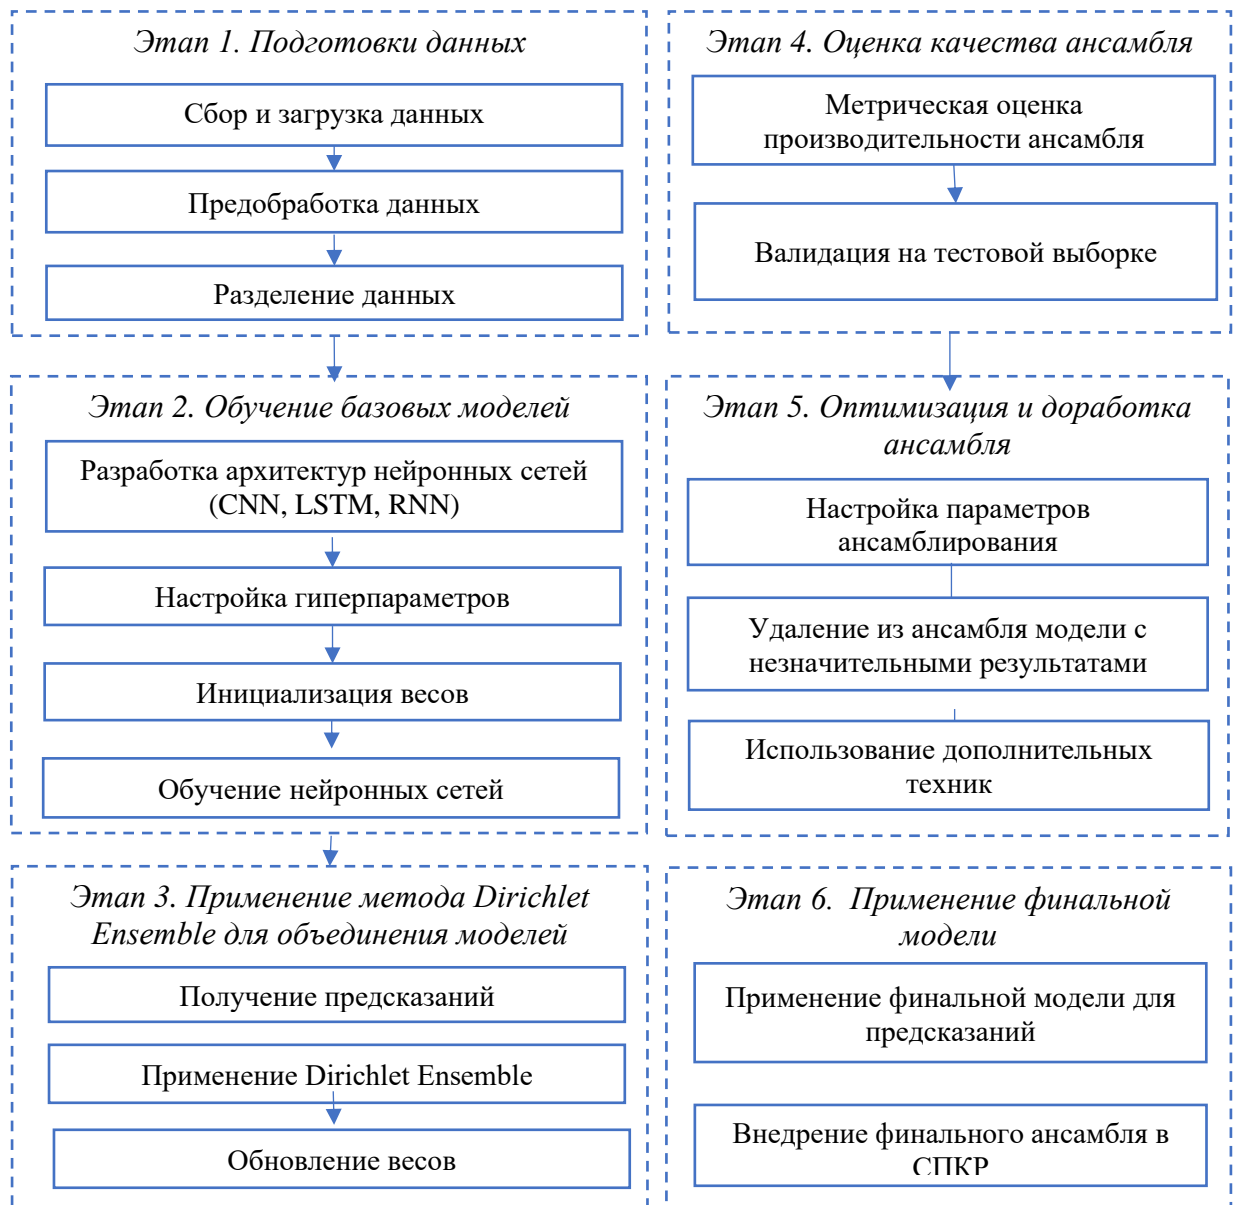 Этап 1. Подготовки данных
Сбор и загрузка данных
Предобработка данных
Разделение данных
Этап 2. Обучение базовых моделей
Разработка архитектур нейронных сетей
(CNN, LSTM, RNN)
Настройка гиперпараметров
Инициализация весов
Обучение нейронных сетей
Этап 3. Применение метода Dirichlet
Ensemble для объединения моделей
Получение предсказаний
Применение Dirichlet Ensemble
Обновление весов
Этап 4. Оценка качества ансамбля
Метрическая оценка
производительности ансамбля
Валидация на тестовой выборке
Этап 5. Оптимизация и доработка
ансамбля
Настройка параметров
ансамблирования
Удаление из ансамбля модели с
незначительными результатами
Использование дополнительных
техник
Этап 6. Применение финальной
модели
Применение финальной модели для
предсказаний
Внедрение финального ансамбля в
СПКР